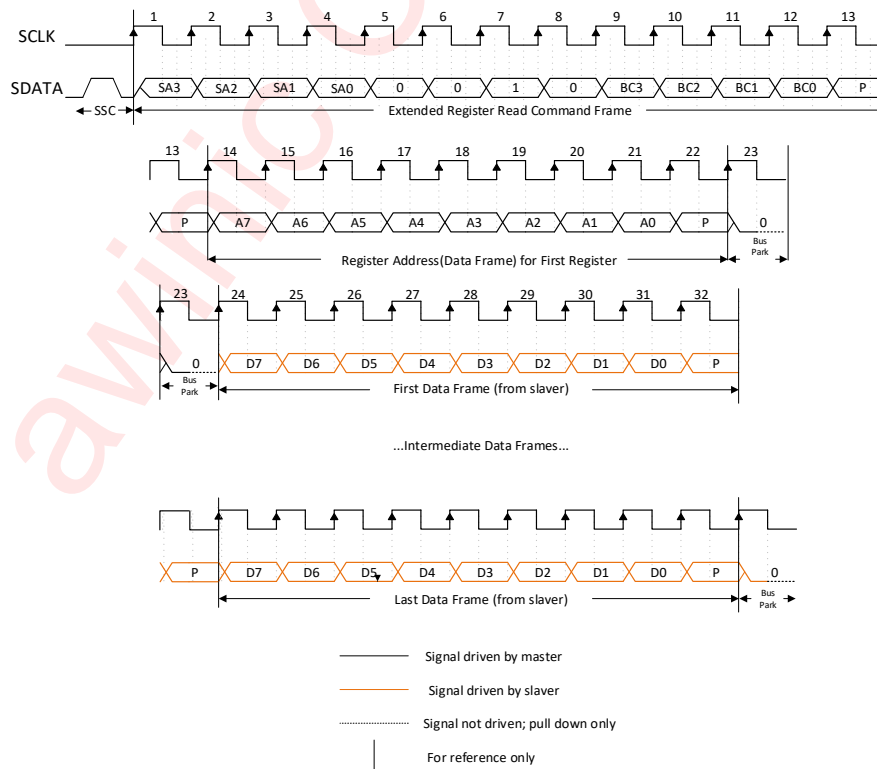 1 2 3 4 5 6 7 8 9 10 11 12 13
SCLK
SDATA SA3 SA2 SA1 SA0 0 0 1 0 BC3 BC2 BC1 BC0 P
SSC Extended Register Read Command Frame
13 14 15 16 17 18 19 20 21 22 23
P A7 A6 A5 A4 A3 A2 A1 A0 P 0
Bus Park
Register Address(Data Frame) for First Register
23 24 25 26 27 28 29 30 31 32
0 D7 D6 D5 D4 D3 D2 D1 D0 P
Bus Park
First Data Frame (from slaver)
...Intermediate Data Frames...
P D7 D6 D5 D4 D3 D2 D1 D0 P 0
Bus Park
Last Data Frame (from slaver)
Signal driven by master
Signal driven by slaver
Signal not driven; pull down only
For reference only
awinic C